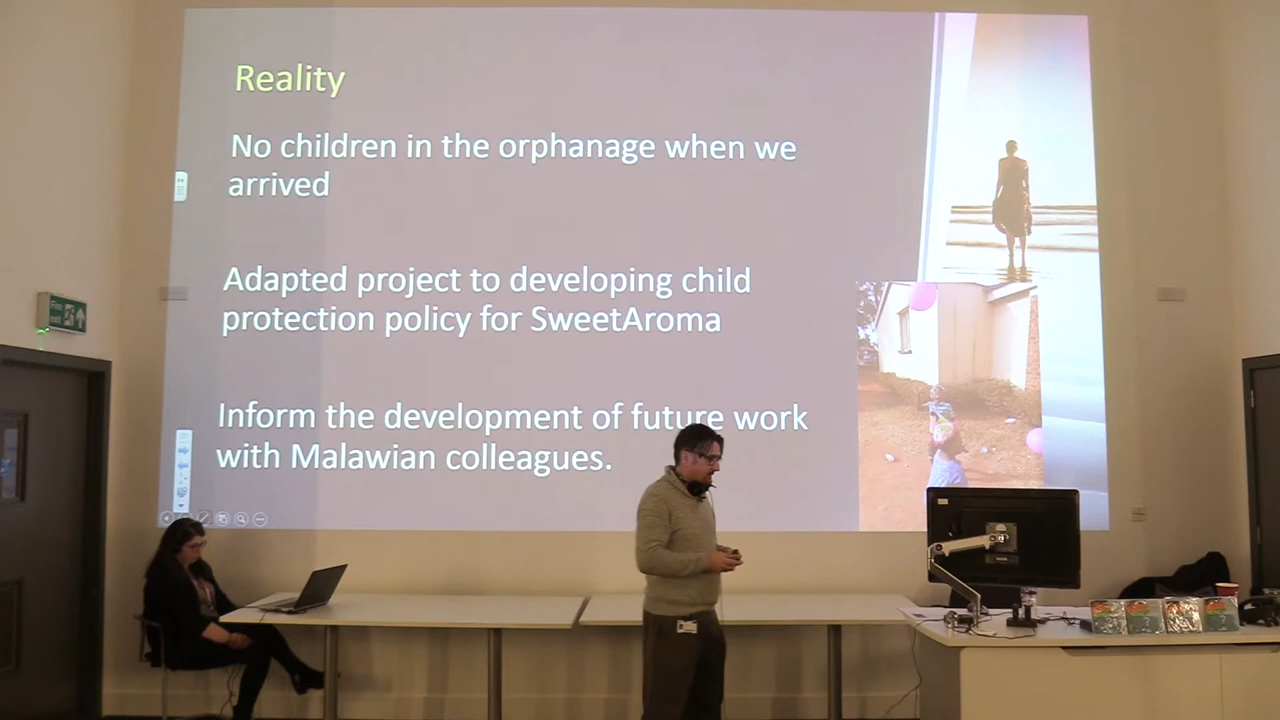 Reality
No children in the orphanage when we
arrived
Adapted project to developing child
protection policy for SweetAroma
Inform the development of future work
with Malawian colleagues.